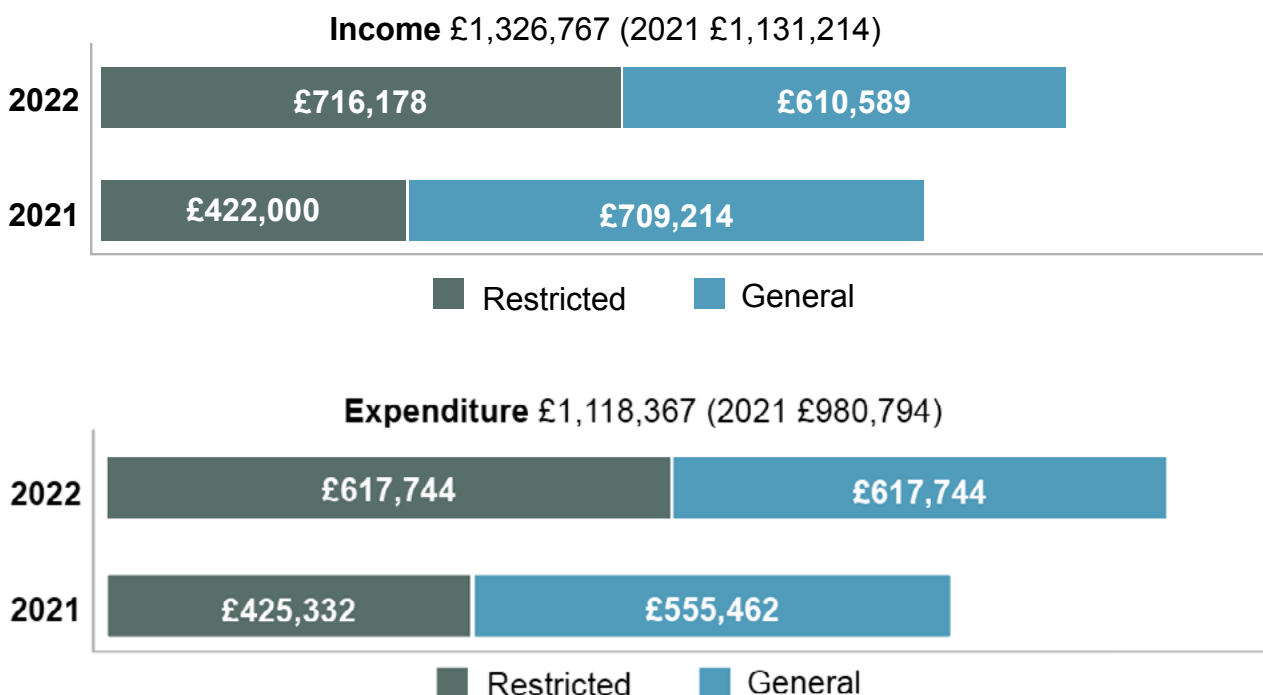 Income £1,326,767 (2021 £1,131,214)
2022 £716,178 £610,589
2021 £422,000 £709,214
Restricted General
Expenditure £1,118,367 (2021 £980,794)
2022 £617,744 £617,744
2021 £425,332 £555,462
Restricted General